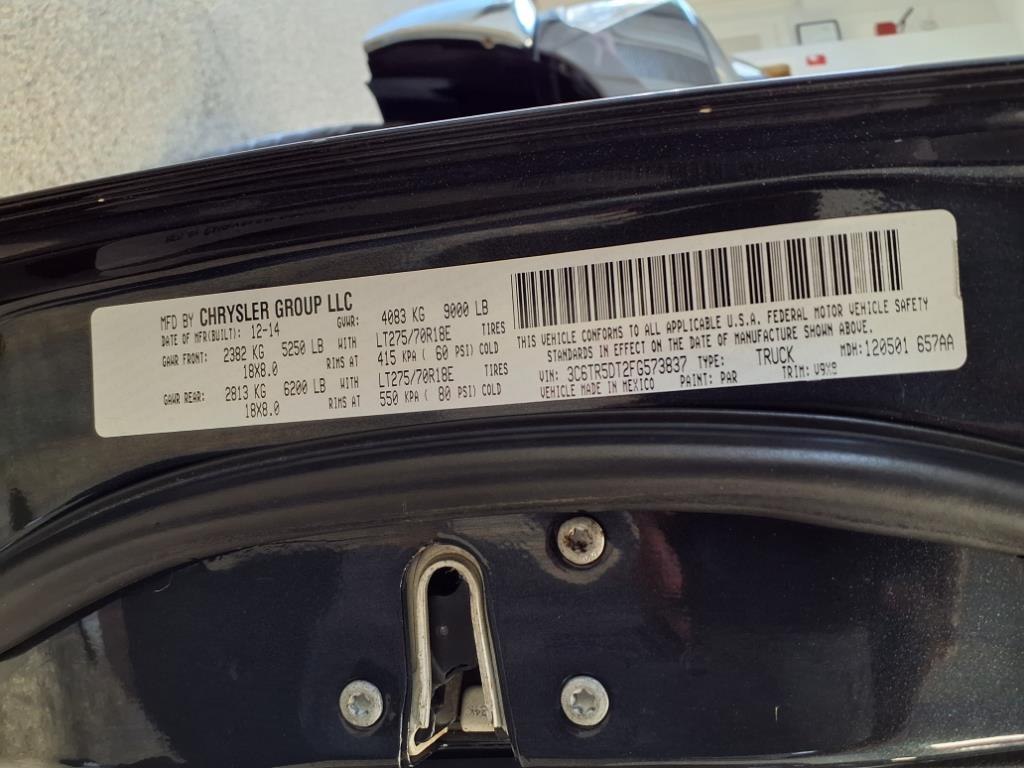 MFD BY CHRYSLER GROUP LLC
DATE OF MFR(BUILT): 12-14 GVWR: 4083 KG 9000 LB
GAWR FRONT: 2382 KG 5250 LB WITH LT275/70R18E TIRES
18X8.0 RIMS AT 415 KPA ( 60 PSI) COLD
GAWR REAR: 2813 KG 6200 LB WITH LT275/70R18E TIRES
18X8.0 RIMS AT 550 KPA ( 80 PSI) COLD
THIS VEHICLE CONFORMS TO ALL APPLICABLE U.S.A. FEDERAL MOTOR VEHICLE SAFETY
STANDARDS IN EFFECT ON THE DATE OF MANUFACTURE SHOWN ABOVE.
VIN: 3C6TR5DT2FG573837 TYPE: TRUCK MDH: 120501 657AA
VEHICLE MADE IN MEXICO PAINT: PAR TRIM: V9X8